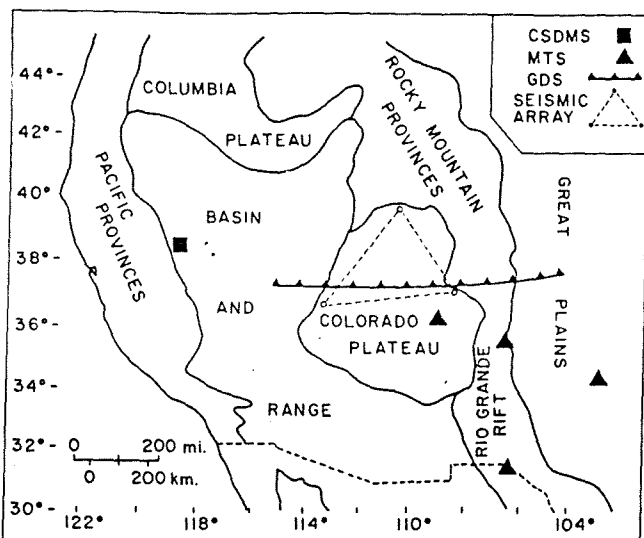 CSDMS
MTS
GDS
SEISMIC
ARRAY
44°
42°
40°
38°
36°
34°
32°
30°
COLUMBIA
PLATEAU
ROCKY MOUNTAIN
PROVINCES
PACIFIC
PROVINCES
BASIN
AND
RANGE
GREAT
PLAINS
COLORADO
PLATEAU
RIO GRANDE
RIFT
0 200 mi.
0 200 km.
122° 118° 114° 110° 104°